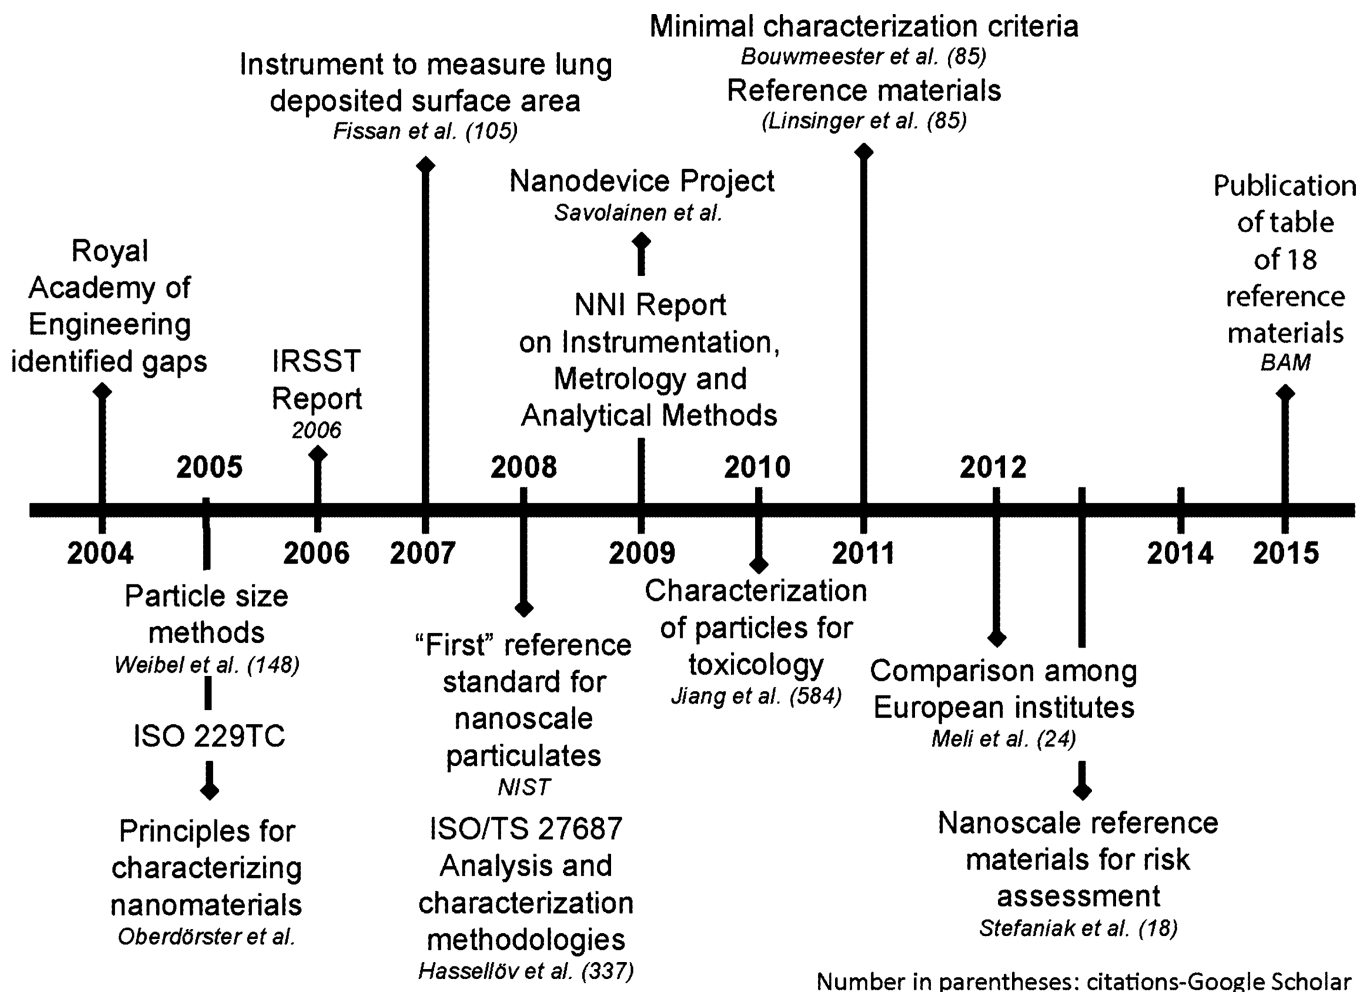 Minimal characterization criteria
Bouwmeester et al. (85)
Reference materials
(Linsinger et al. (85)
Instrument to measure lung
deposited surface area
Fissan et al. (105)
Nanodevice Project
Savolainen et al.
Publication
of table
of 18
reference
materials
BAM
Royal
Academy of
Engineering
identified gaps
IRSST
Report
2006
NNI Report
on Instrumentation,
Metrology and
Analytical Methods
2005
2008
2010
2012
2004
2006
2007
2009
2011
2014
2015
Particle size
methods
Weibel et al. (148)
ISO 229TC
Principles for
characterizing
nanomaterials
Oberdörster et al.
“First” reference
standard for
nanoscale
particulates
NIST
ISO/TS 27687
Analysis and
characterization
methodologies
Hassellöv et al. (337)
Characterization
of particles for
toxicology
Jiang et al. (584)
Comparison among
European institutes
Meli et al. (24)
Nanoscale reference
materials for risk
assessment
Stefaniak et al. (18)
Number in parentheses: citations-Google Scholar